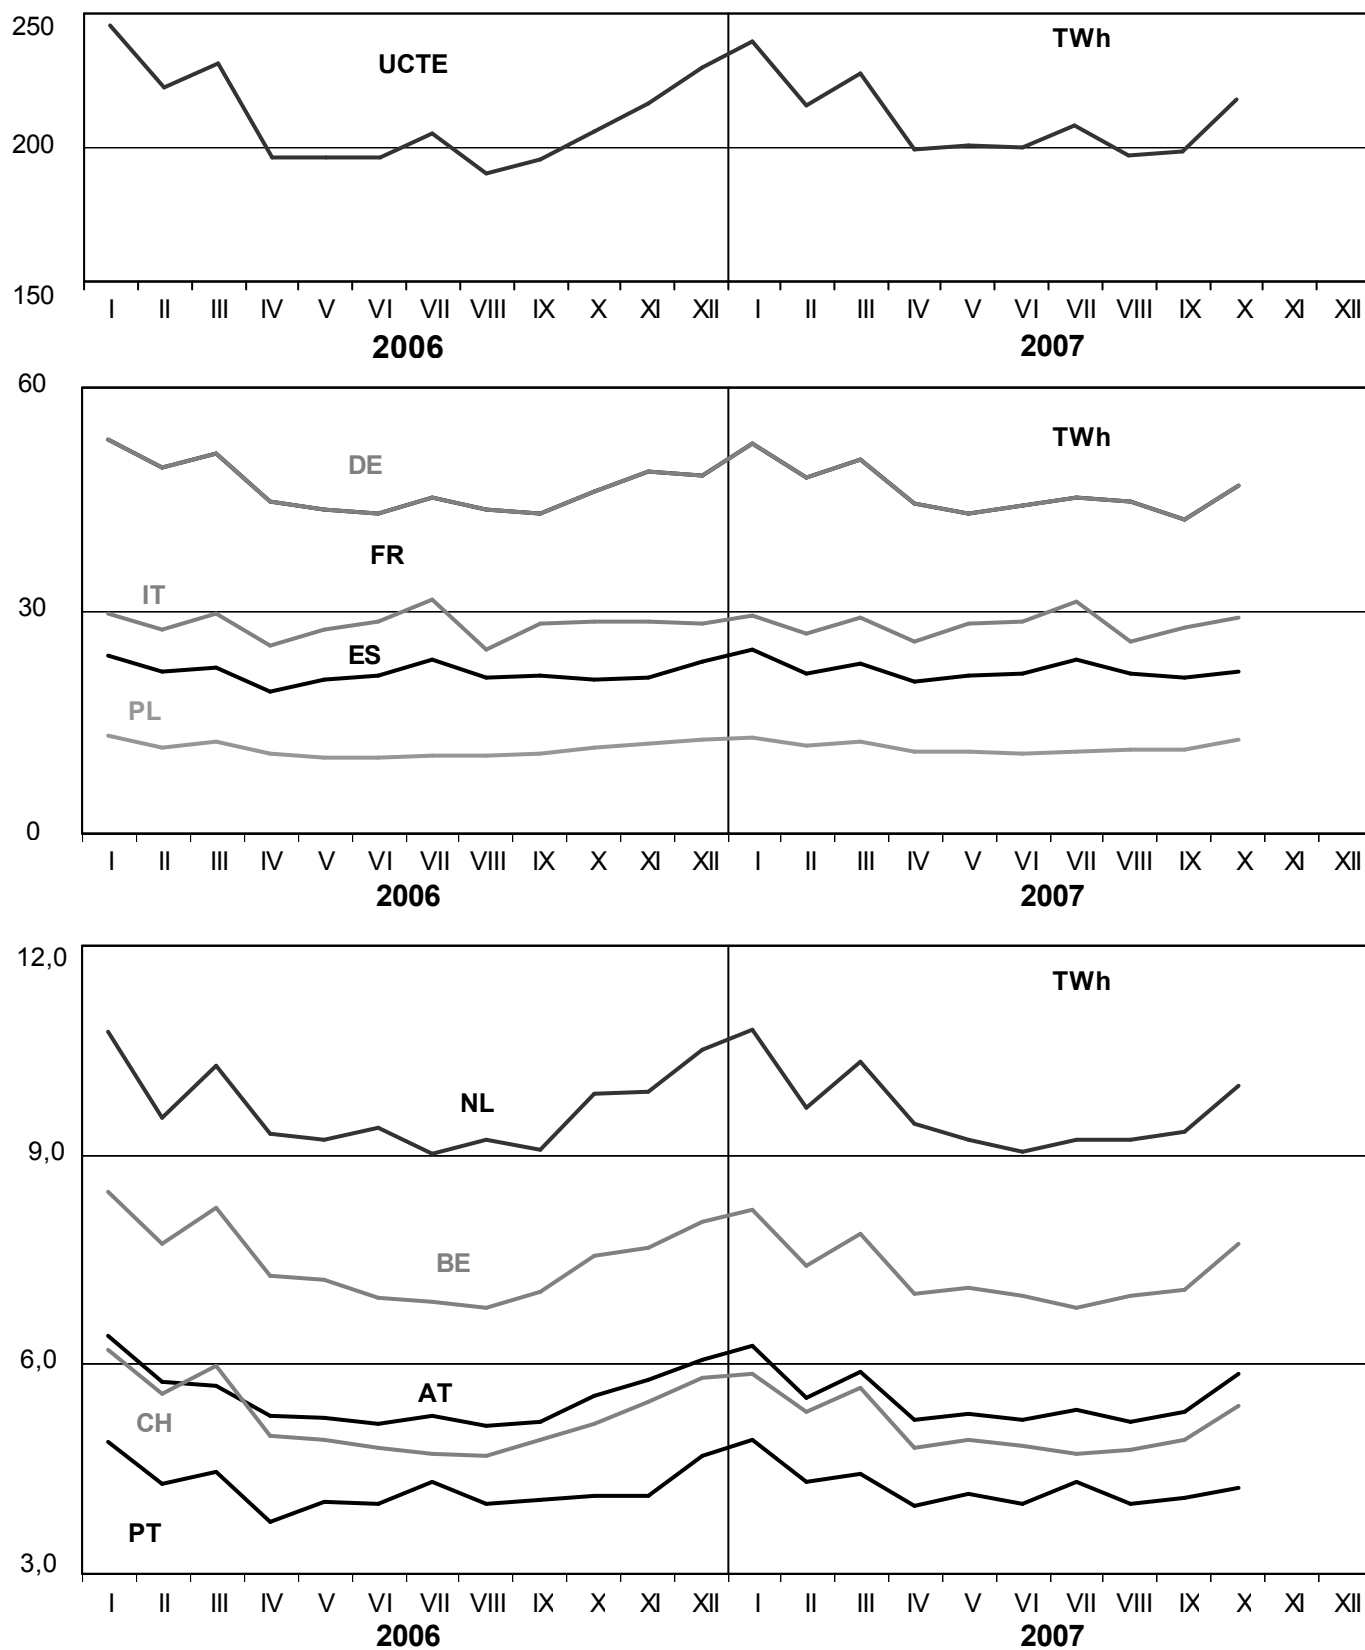 250
UCTE
TWh
200
150
I II III IV V VI VII VIII IX X XI XII I II III IV V VI VII VIII IX X XI XII
2006 2007
60
TWh
DE
FR
IT
30
ES
PL
0
I II III IV V VI VII VIII IX X XI XII I II III IV V VI VII VIII IX X XI XII
2006 2007
12,0
TWh
NL
9,0
BE
6,0
AT
CH
PT
3,0
I II III IV V VI VII VIII IX X XI XII I II III IV V VI VII VIII IX X XI XII
2006 2007